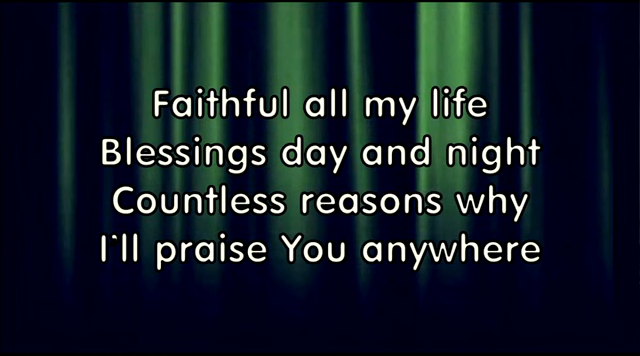 Faithful all my life
Blessings day and night
Countless reasons why
I`ll praise You anywhere